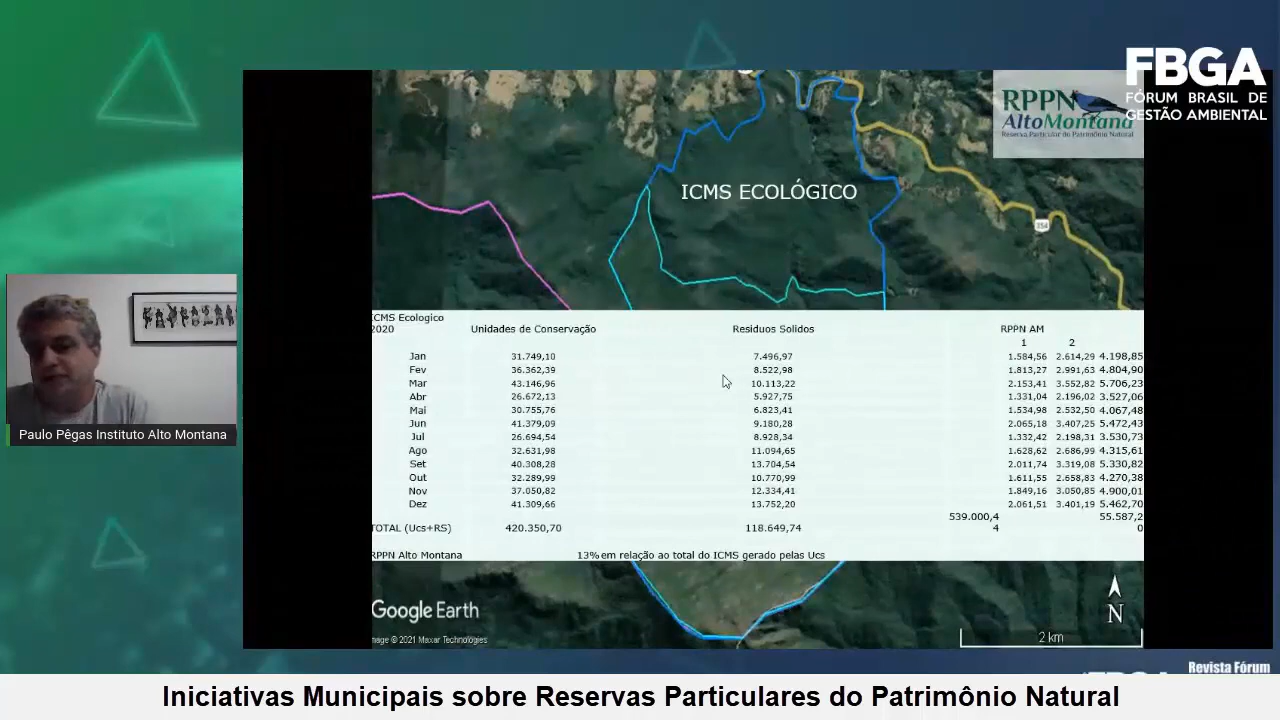 FBGA
FÓRUM BRASIL DE
GESTÃO AMBIENTAL
RPPN
AltoMontana
Reserva Particular do Patrimônio Natural
ICMS ECOLÓGICO
354
ICMS Ecologico
2020 Unidades de Conservação Residuos Solidos RPPN AM
1 2
Jan 31.749,10 7.496,97 1.584,56 2.614,29 4.198,85
Fev 36.362,39 8.522,98 1.813,27 2.991,63 4.804,90
Mar 43.146,96 10.113,22 2.153,41 3.552,82 5.706,23
Abr 26.672,13 5.927,75 1.331,04 2.196,02 3.527,06
Mai 30.755,76 6.823,41 1.534,98 2.532,50 4.067,48
Jun 41.379,09 9.180,28 2.065,18 3.407,25 5.472,43
Jul 26.694,54 8.928,34 1.332,42 2.198,31 3.530,73
Ago 32.631,98 11.094,65 1.628,62 2.686,99 4.315,61
Set 40.308,28 13.704,54 2.011,74 3.319,08 5.330,82
Out 32.289,99 10.770,99 1.611,55 2.658,83 4.270,38
Nov 37.050,82 12.334,41 1.849,16 3.050,85 4.900,01
Dez 41.309,66 13.752,20 2.061,51 3.401,19 5.462,70
539.000,4 55.587,2
TOTAL (Ucs+RS) 420.350,70 118.649,74 4 0
RPPN Alto Montana 13% em relação ao total do ICMS gerado pelas Ucs
Paulo Pêgas Instituto Alto Montana
Google Earth
mage © 2021 Maxar Technologies
N
2 km
FBGA
Revista Fórum
Iniciativas Municipais sobre Reservas Particulares do Patrimônio Natural